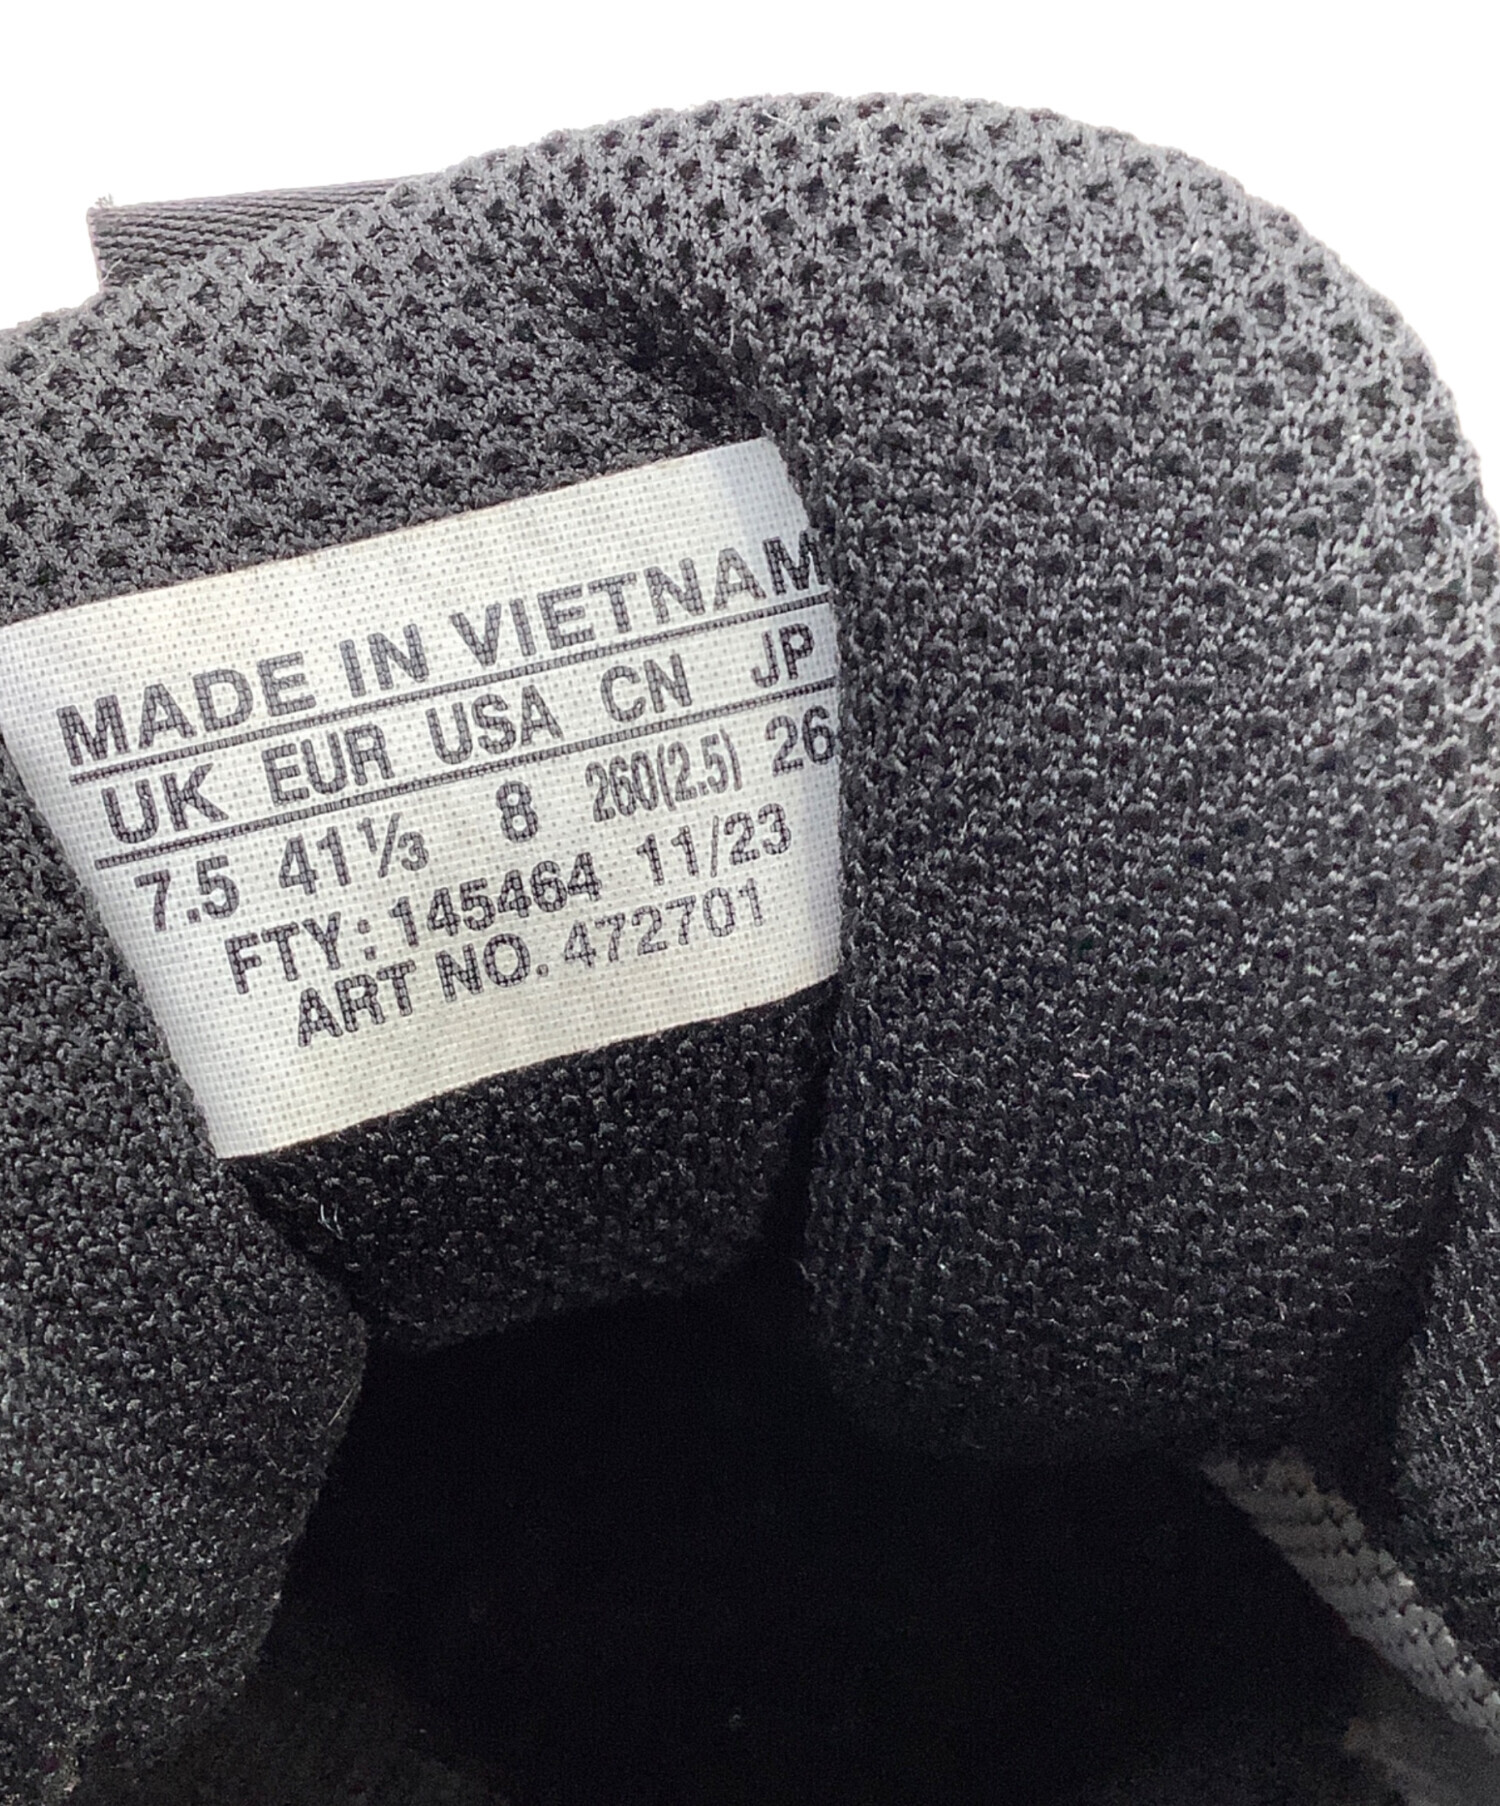 MADE IN VIETNAM
UK EUR USA CN JP
7.5 41⅓ 8 260(2.5) 26
FTY: 145464 11/23
ART NO. 472701